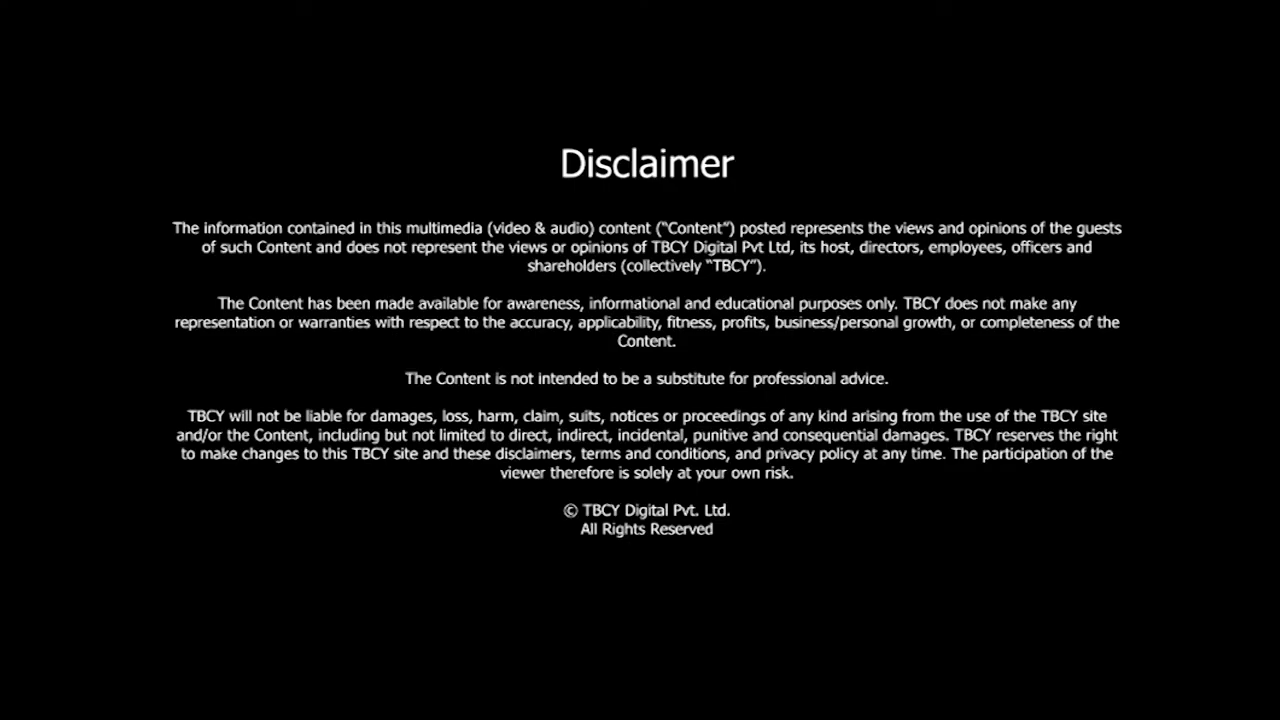 Disclaimer
The information contained in this multimedia (video & audio) content ("Content") posted represents the views and opinions of the guests
of such Content and does not represent the views or opinions of TBCY Digital Pvt Ltd, its host, directors, employees, officers and
shareholders (collectively "TBCY").
The Content has been made available for awareness, informational and educational purposes only. TBCY does not make any
representation or warranties with respect to the accuracy, applicability, fitness, profits, business/personal growth, or completeness of the
Content.
The Content is not intended to be a substitute for professional advice.
TBCY will not be liable for damages, loss, harm, claim, suits, notices or proceedings of any kind arising from the use of the TBCY site
and/or the Content, including but not limited to direct, indirect, incidental, punitive and consequential damages. TBCY reserves the right
to make changes to this TBCY site and these disclaimers, terms and conditions, and privacy policy at any time. The participation of the
viewer therefore is solely at your own risk.
© TBCY Digital Pvt. Ltd.
All Rights Reserved